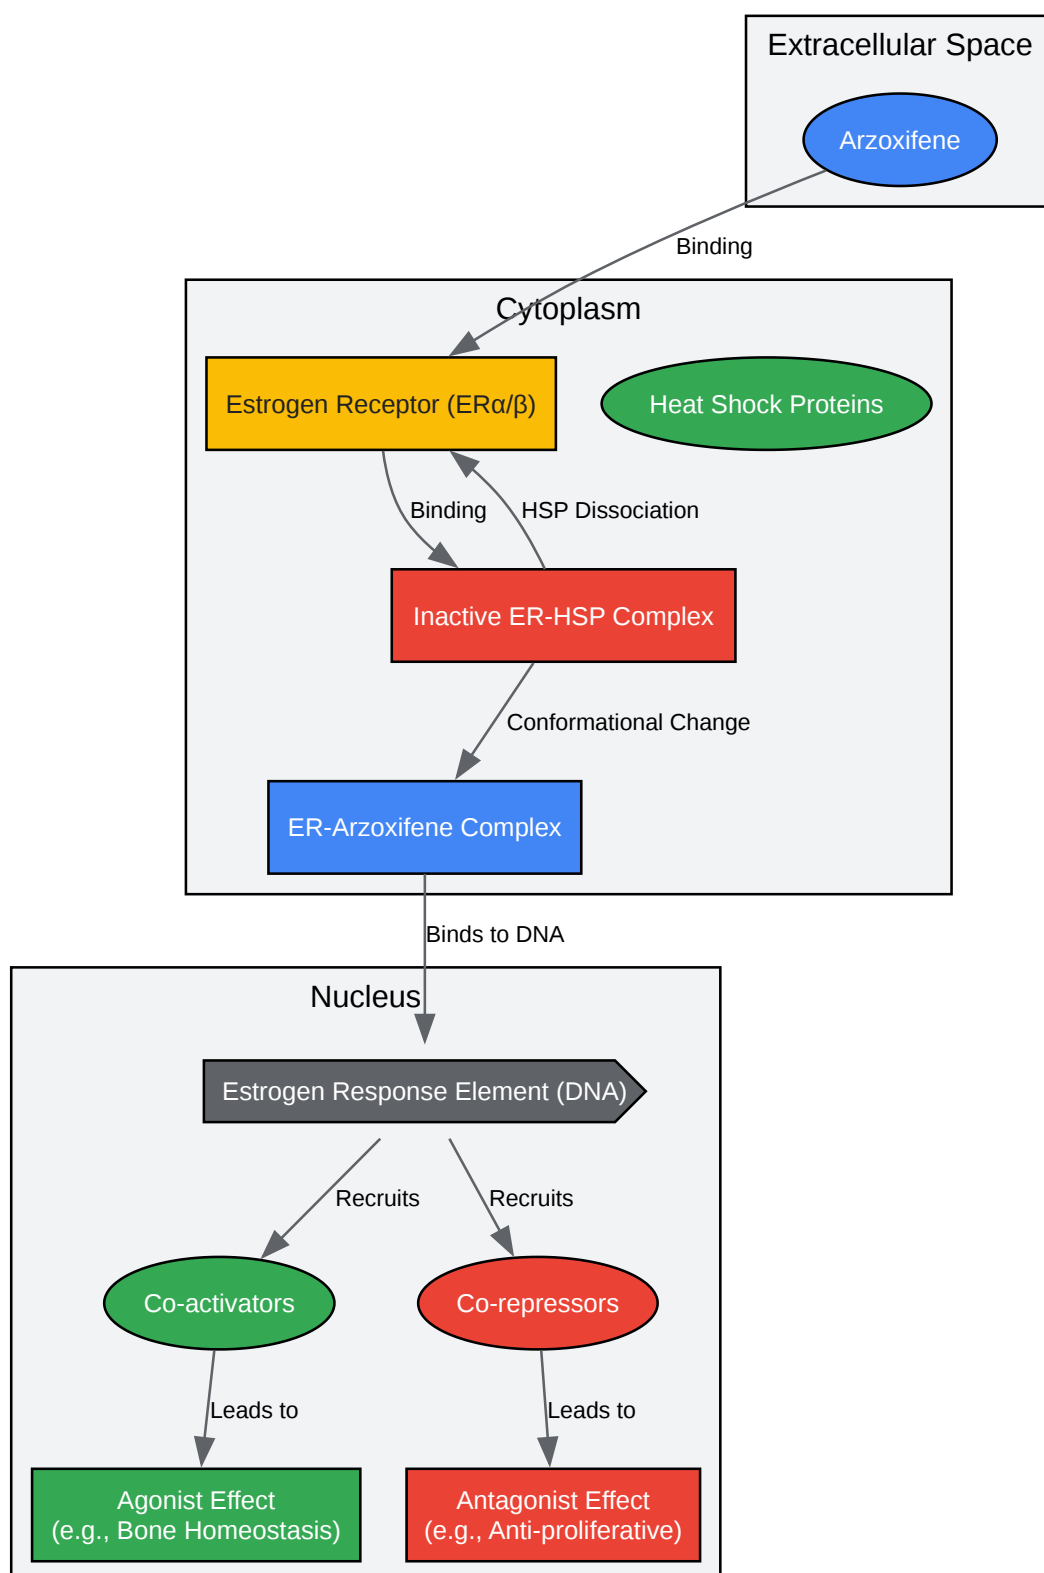 Extracellular Space
Arzoxifene
Binding
Cytoplasm
Estrogen Receptor (ERα/β)
Heat Shock Proteins
Binding
HSP Dissociation
Inactive ER-HSP Complex
Conformational Change
ER-Arzoxifene Complex
Binds to DNA
Nucleus
Estrogen Response Element (DNA)
Recruits
Recruits
Co-activators
Co-repressors
Leads to
Leads to
Agonist Effect
(e.g., Bone Homeostasis)
Antagonist Effect
(e.g., Anti-proliferative)